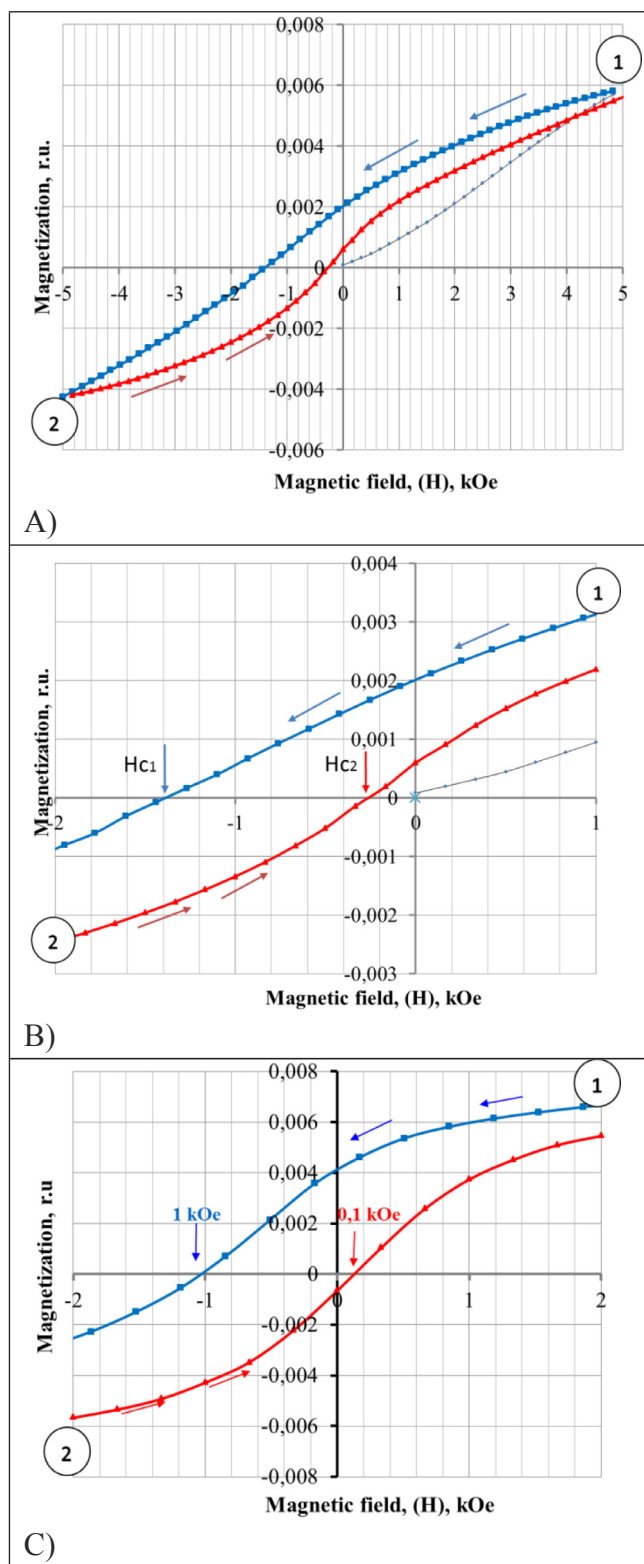 0,008
1
0,006
0,004
0,002
0
-5 -4 -3 -2 -1 0 1 2 3 4 5
-0,002
-0,004
2
-0,006
Magnetization, r.u.
Magnetic field, (H), kOe
A)
0,004
1
0,003
0,002
0,001
Hc1 Hc2
0
-2 -1 0 1
-0,001
-0,002
2
-0,003
Magnetization, r.u.
Magnetic field, (H), kOe
B)
0,008
1
0,006
0,004
1 kOe 0,1 kOe
0,002
0
-2 -1 0 1 2
-0,002
-0,004
-0,006
2
-0,008
Magnetization, r.u
Magnetic field, (H), kOe
C)